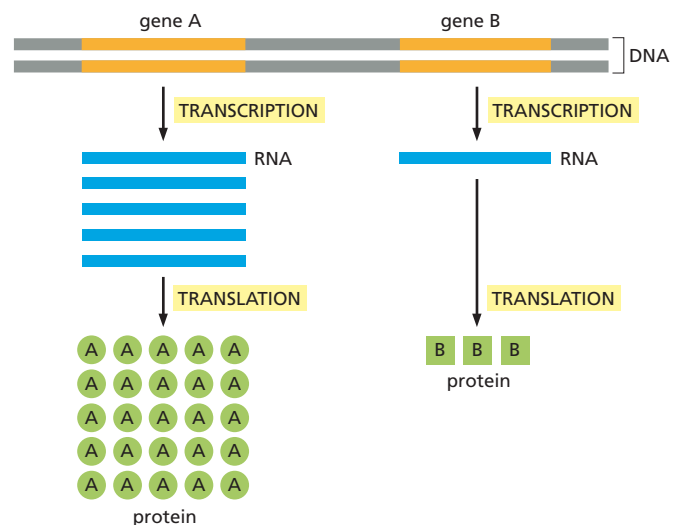 gene A gene B
DNA
TRANSCRIPTION TRANSCRIPTION
RNA RNA
TRANSLATION TRANSLATION
A A A A A B B B
protein
A A A A A
A A A A A
A A A A A
A A A A A
protein